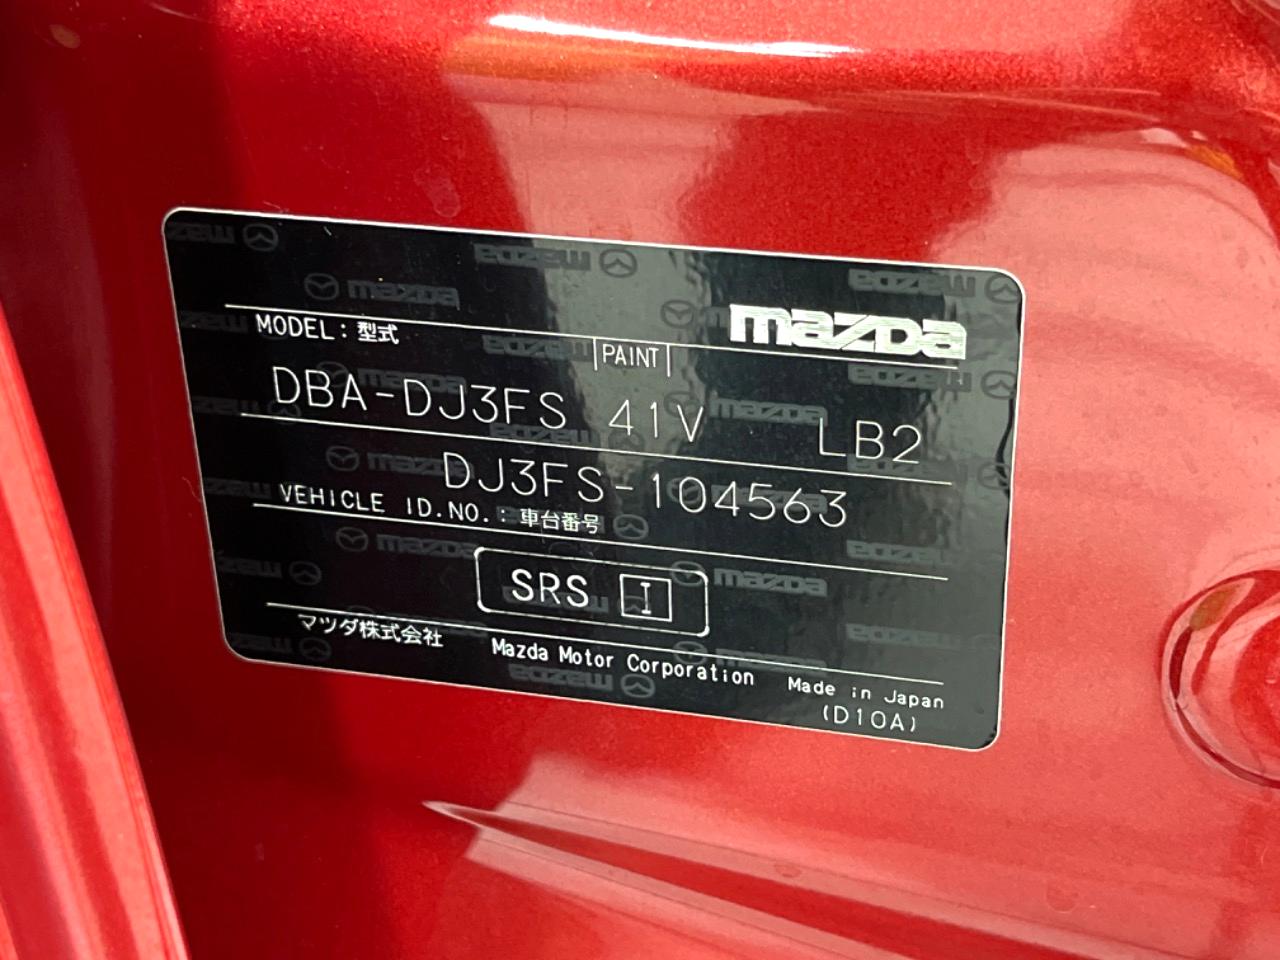 mazda
MODEL: 型式
PAINT
DBA-DJ3FS 41V LB2
DJ3FS-104563
VEHICLE ID.NO.: 車台番号
SRS I
マツダ株式会社 Mazda Motor Corporation Made in Japan
(D10A)